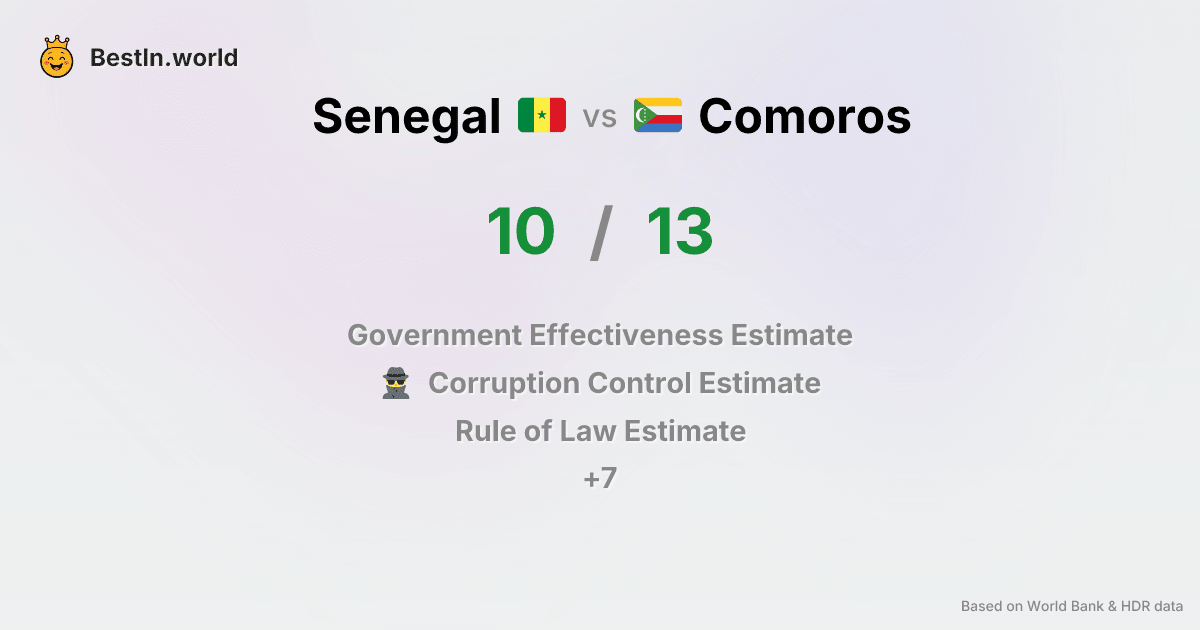 BestIn.world
Senegal vs Comoros
10 / 13
Government Effectiveness Estimate
Corruption Control Estimate
Rule of Law Estimate
+7
Based on World Bank & HDR data